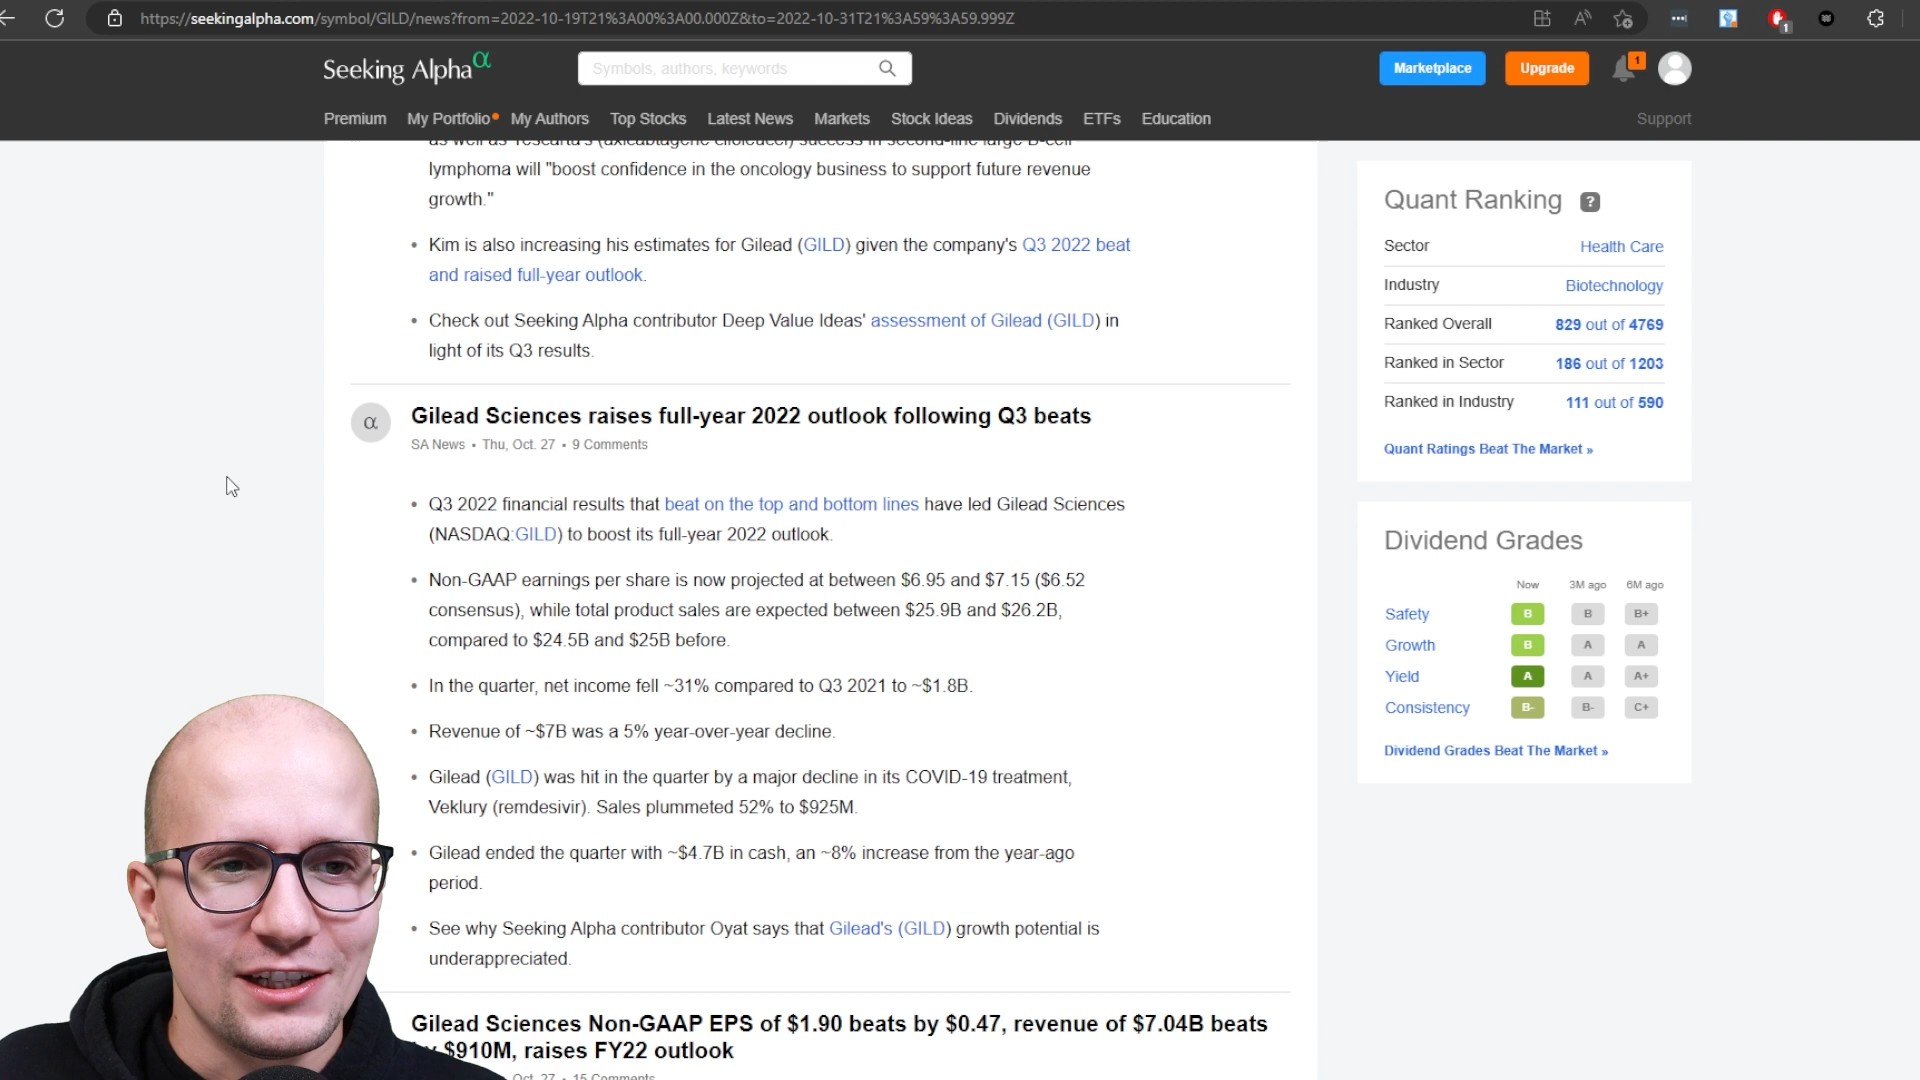 https://seekingalpha.com/symbol/GILD/news?from=2022-10-19T21%3A00%3A00.000Z&to=2022-10-31T21%3A59%3A59.999Z
1
Seeking Alpha α
Symbols, authors, keywords
Marketplace
Upgrade
1
Premium My Portfolio My Authors Top Stocks Latest News Markets Stock Ideas Dividends ETFs Education
Support
lymphoma will "boost confidence in the oncology business to support future revenue
growth."
• Kim is also increasing his estimates for Gilead (GILD) given the company's Q3 2022 beat
and raised full-year outlook.
• Check out Seeking Alpha contributor Deep Value Ideas' assessment of Gilead (GILD) in
light of its Q3 results.
α
Gilead Sciences raises full-year 2022 outlook following Q3 beats
SA News • Thu, Oct. 27 • 9 Comments
• Q3 2022 financial results that beat on the top and bottom lines have led Gilead Sciences
(NASDAQ:GILD) to boost its full-year 2022 outlook.
• Non-GAAP earnings per share is now projected at between $6.95 and $7.15 ($6.52
consensus), while total product sales are expected between $25.9B and $26.2B,
compared to $24.5B and $25B before.
• In the quarter, net income fell ~31% compared to Q3 2021 to ~$1.8B.
• Revenue of ~$7B was a 5% year-over-year decline.
• Gilead (GILD) was hit in the quarter by a major decline in its COVID-19 treatment,
Veklury (remdesivir). Sales plummeted 52% to $925M.
• Gilead ended the quarter with ~$4.7B in cash, an ~8% increase from the year-ago
period.
• See why Seeking Alpha contributor Oyat says that Gilead's (GILD) growth potential is
underappreciated.
Gilead Sciences Non-GAAP EPS of $1.90 beats by $0.47, revenue of $7.04B beats
$910M, raises FY22 outlook
Oct. 27 • 15 Comments
Quant Ranking ?
Sector Health Care
Industry Biotechnology
Ranked Overall 829 out of 4769
Ranked in Sector 186 out of 1203
Ranked in Industry 111 out of 590
Quant Ratings Beat The Market »
Dividend Grades
Now 3M ago 6M ago
Safety B B B+
Growth B A A
Yield A A A+
Consistency B- B- C+
Dividend Grades Beat The Market »